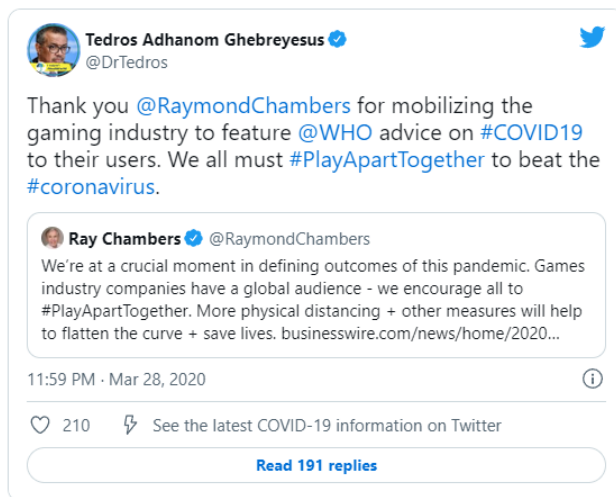 Tedros Adhanom Ghebreyesus
@DrTedros
Thank you @RaymondChambers for mobilizing the
gaming industry to feature @WHO advice on #COVID19
to their users. We all must #PlayApartTogether to beat the
#coronavirus.
Ray Chambers @RaymondChambers
We’re at a crucial moment in defining outcomes of this pandemic. Games
industry companies have a global audience - we encourage all to
#PlayApartTogether. More physical distancing + other measures will help
to flatten the curve + save lives. businesswire.com/news/home/2020...
11:59 PM · Mar 28, 2020
210 See the latest COVID-19 information on Twitter
Read 191 replies